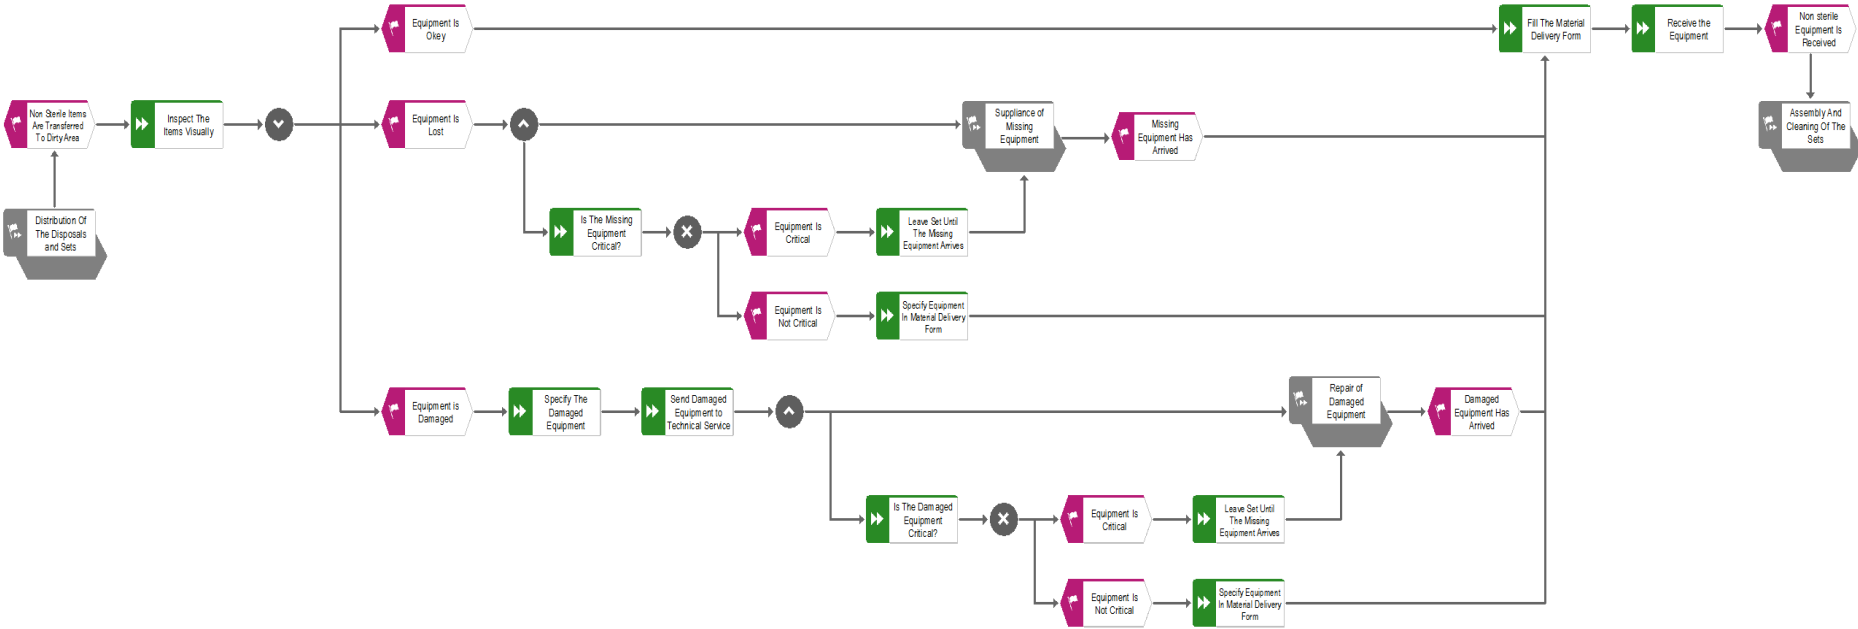 Equipment Is
Okey
Fill The Material
Delivery Form
Receive the
Equipment
Non sterile
Equipment Is
Received
Non Sterile Items
Are Transferred
To Dirty Area
Inspect The
Items Visually
Equipment Is
Lost
Suppliance of
Missing
Equipment
Missing
Equipment Has
Arrived
Assembly And
Cleaning Of The
Sets
Distribution Of
The Disposals
and Sets
Is The Missing
Equipment
Critical?
Equipment Is
Critical
Leave Set Until
The Missing
Equipment Arrives
Equipment Is
Not Critical
Specify Equipment
In Material Delivery
Form
Equipment is
Damaged
Specify The
Damaged
Equipment
Send Damaged
Equipment to
Technical Service
Repair of
Damaged
Equipment
Damaged
Equipment Has
Arrived
Is The Damaged
Equipment
Critical?
Equipment Is
Critical
Leave Set Until
The Missing
Equipment Arrives
Equipment Is
Not Critical
Specify Equipment
In Material Delivery
Form